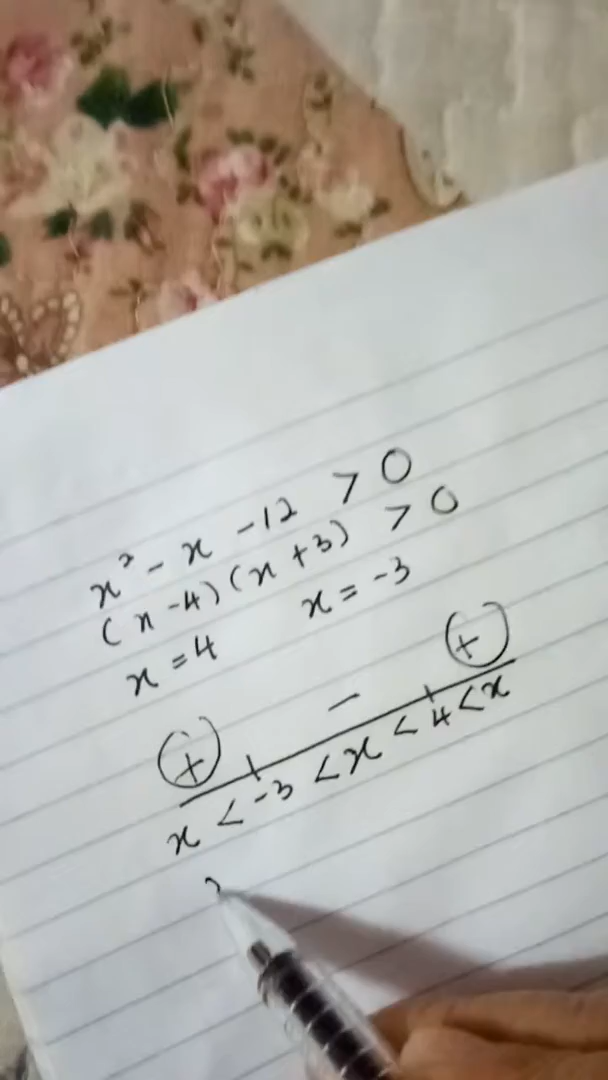 x² - x - 12 > 0
(x - 4)(x + 3) > 0
x = 4 x = -3
+ - +
x < -3 < x < 4 < x